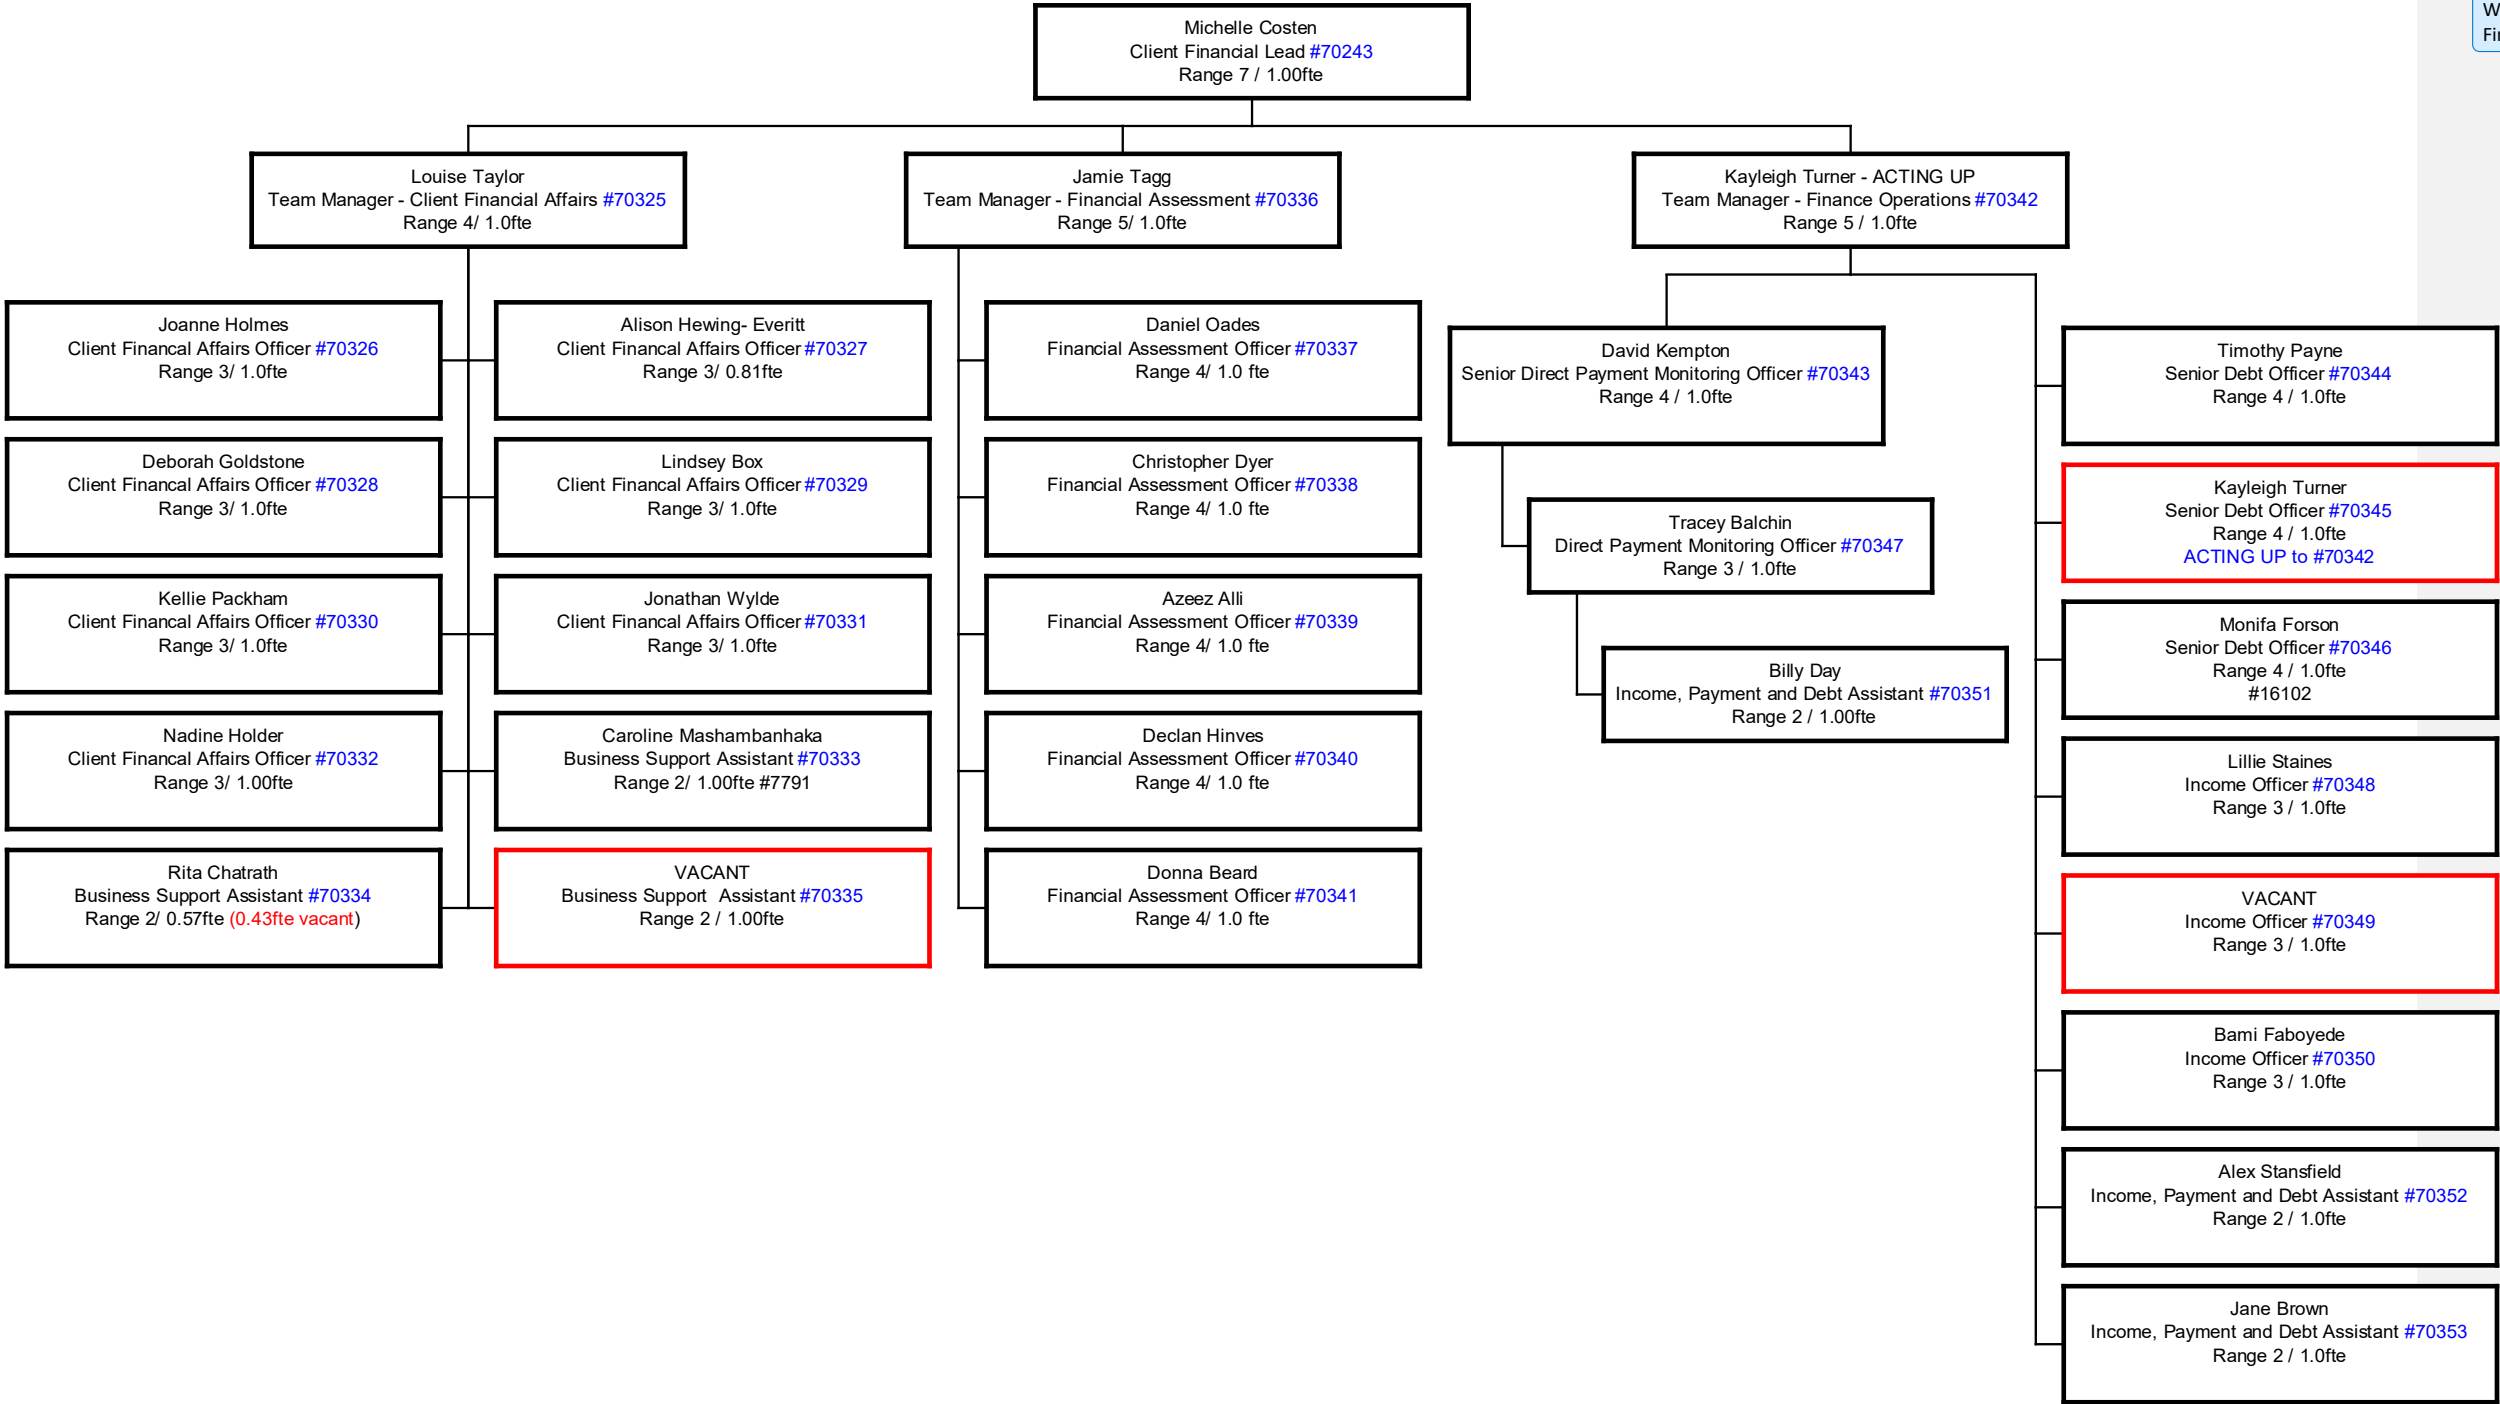 Michelle Costen
Client Financial Lead #70243
Range 7 / 1.00fte
W
Fi
Louise Taylor
Team Manager - Client Financial Affairs #70325
Range 4/ 1.0fte
Jamie Tagg
Team Manager - Financial Assessment #70336
Range 5/ 1.0fte
Kayleigh Turner - ACTING UP
Team Manager - Finance Operations #70342
Range 5 / 1.0fte
Joanne Holmes
Client Financal Affairs Officer #70326
Range 3/ 1.0fte
Alison Hewing- Everitt
Client Financal Affairs Officer #70327
Range 3/ 0.81fte
Deborah Goldstone
Client Financal Affairs Officer #70328
Range 3/ 1.0fte
Lindsey Box
Client Financal Affairs Officer #70329
Range 3/ 1.0fte
Kellie Packham
Client Financal Affairs Officer #70330
Range 3/ 1.0fte
Jonathan Wylde
Client Financal Affairs Officer #70331
Range 3/ 1.0fte
Nadine Holder
Client Financal Affairs Officer #70332
Range 3/ 1.00fte
Caroline Mashambanhaka
Business Support Assistant #70333
Range 2/ 1.00fte #7791
Rita Chatrath
Business Support Assistant #70334
Range 2/ 0.57fte (0.43fte vacant)
VACANT
Business Support Assistant #70335
Range 2 / 1.00fte
Daniel Oades
Financial Assessment Officer #70337
Range 4/ 1.0 fte
Christopher Dyer
Financial Assessment Officer #70338
Range 4/ 1.0 fte
Azeez Alli
Financial Assessment Officer #70339
Range 4/ 1.0 fte
Declan Hinves
Financial Assessment Officer #70340
Range 4/ 1.0 fte
Donna Beard
Financial Assessment Officer #70341
Range 4/ 1.0 fte
David Kempton
Senior Direct Payment Monitoring Officer #70343
Range 4 / 1.0fte
Tracey Balchin
Direct Payment Monitoring Officer #70347
Range 3 / 1.0fte
Billy Day
Income, Payment and Debt Assistant #70351
Range 2 / 1.00fte
Timothy Payne
Senior Debt Officer #70344
Range 4 / 1.0fte
Kayleigh Turner
Senior Debt Officer #70345
Range 4 / 1.0fte
ACTING UP to #70342
Monifa Forson
Senior Debt Officer #70346
Range 4 / 1.0fte
#16102
Lillie Staines
Income Officer #70348
Range 3 / 1.0fte
VACANT
Income Officer #70349
Range 3 / 1.0fte
Bami Faboyede
Income Officer #70350
Range 3 / 1.0fte
Alex Stansfield
Income, Payment and Debt Assistant #70352
Range 2 / 1.0fte
Jane Brown
Income, Payment and Debt Assistant #70353
Range 2 / 1.0fte